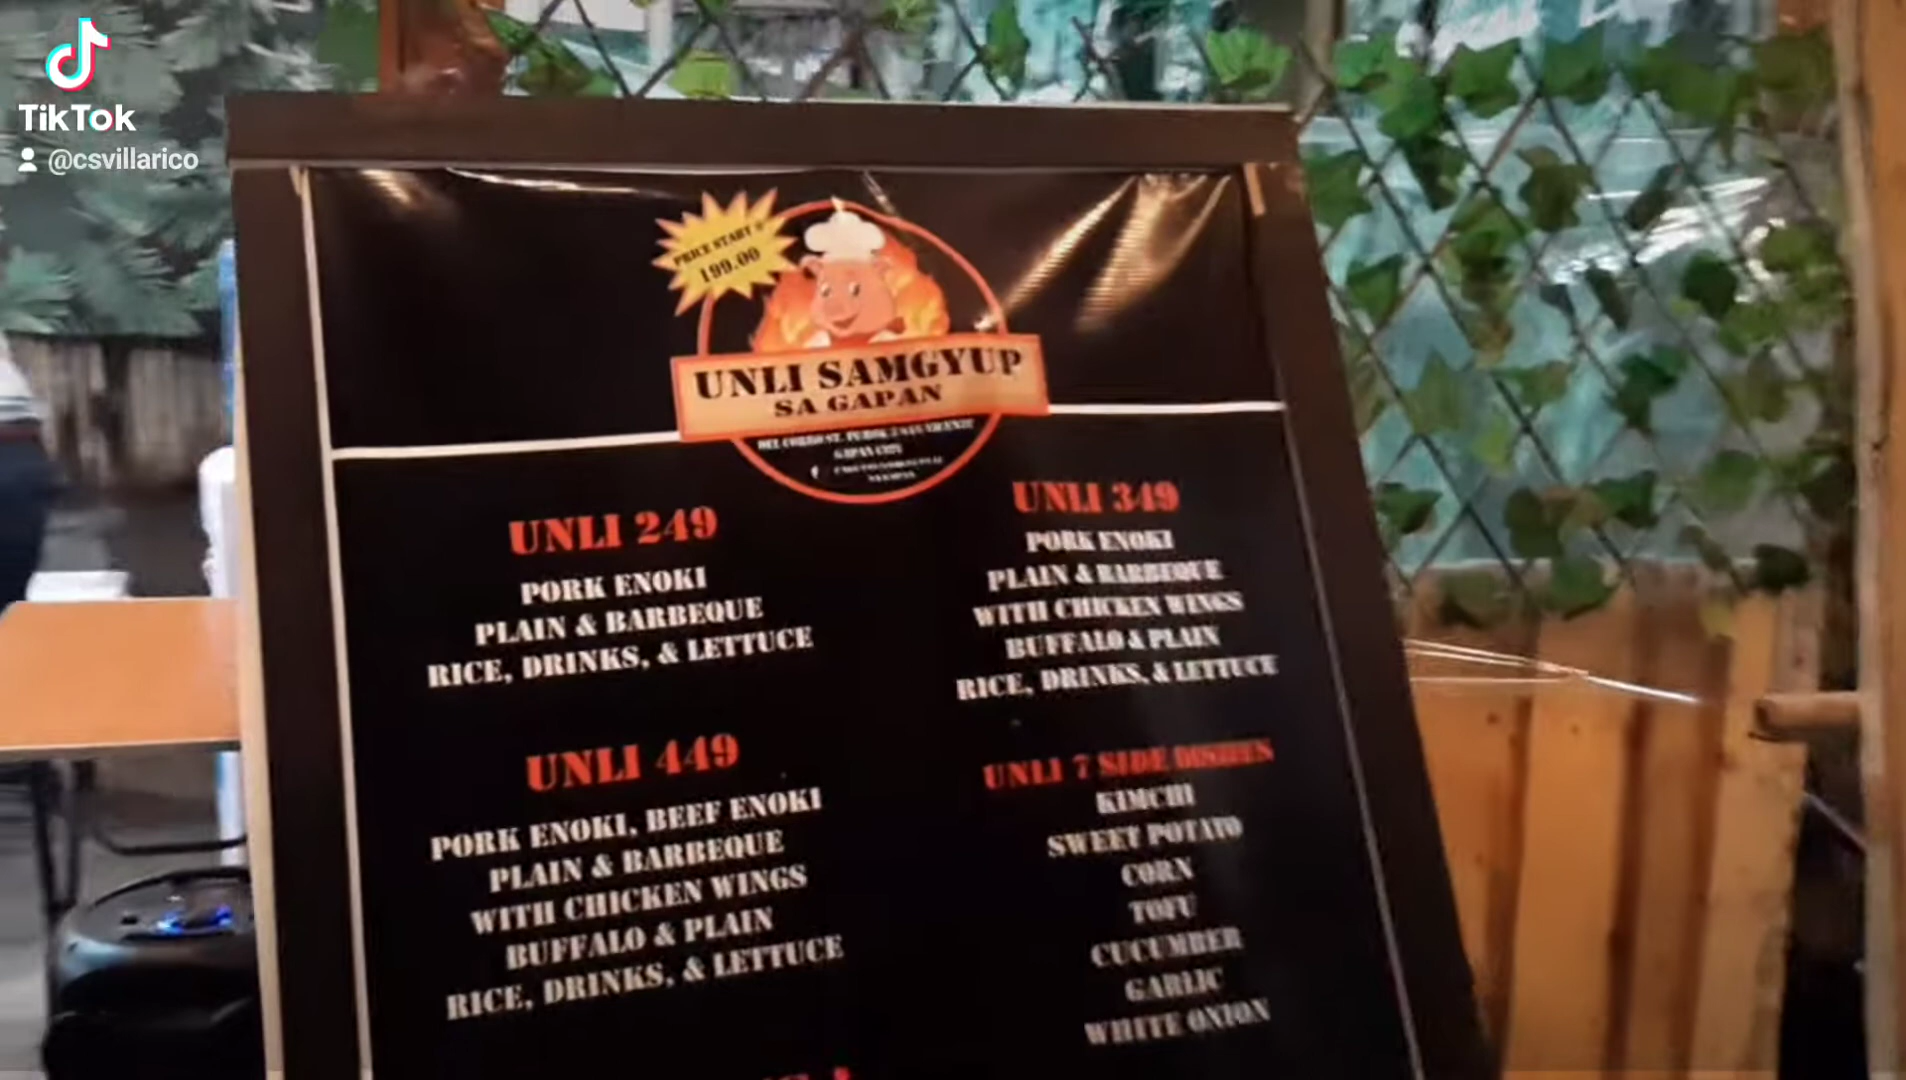 TikTok
@csvillarico
PRICE START @
199.00
UNLI SAMGYUP
SA GAPAN
GAPAN CITY
UNLI 249
PORK ENOKI
PLAIN & BARBEQUE
RICE, DRINKS, & LETTUCE
UNLI 349
PORK ENOKI
PLAIN & BARBEQUE
WITH CHICKEN WINGS
BUFFALO & PLAIN
RICE, DRINKS, & LETTUCE
UNLI 449
PORK ENOKI, BEEF ENOKI
PLAIN & BARBEQUE
WITH CHICKEN WINGS
BUFFALO & PLAIN
RICE, DRINKS, & LETTUCE
UNLI 7 SIDE DISHES
KIMCHI
SWEET POTATO
CORN
TOFU
CUCUMBER
GARLIC
WHITE ONION